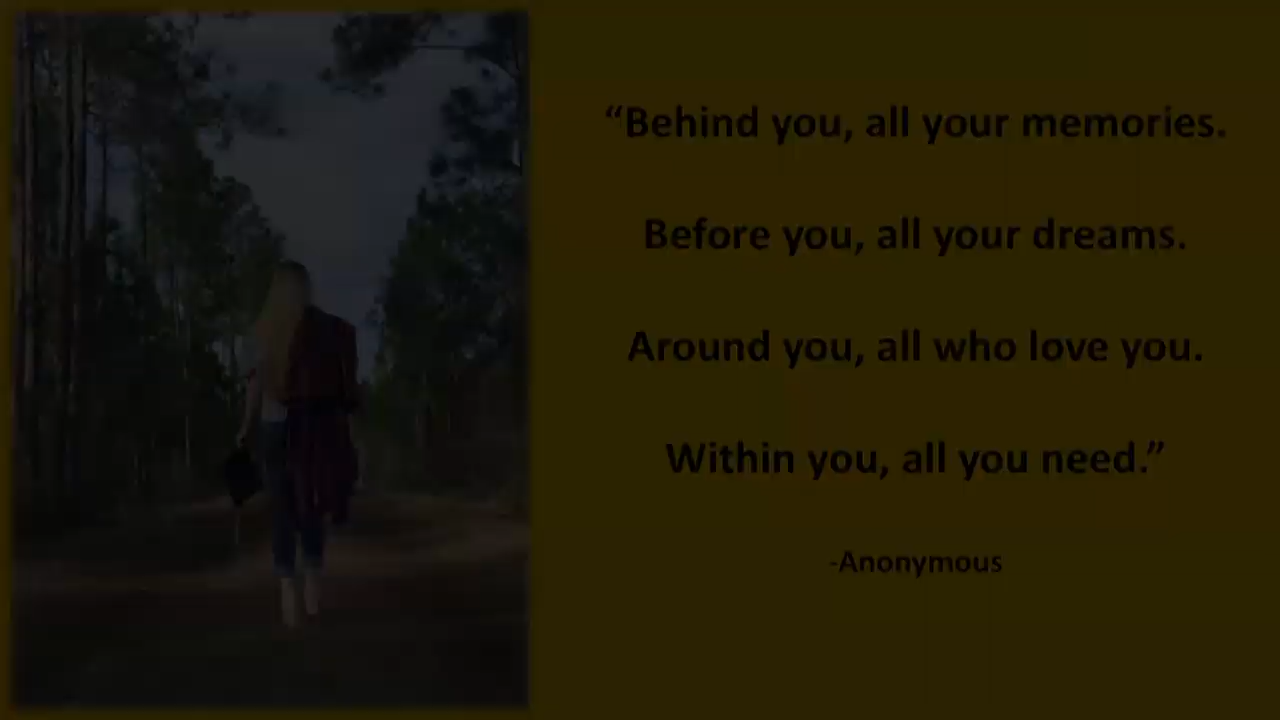 “Behind you, all your memories.
Before you, all your dreams.
Around you, all who love you.
Within you, all you need.”
-Anonymous